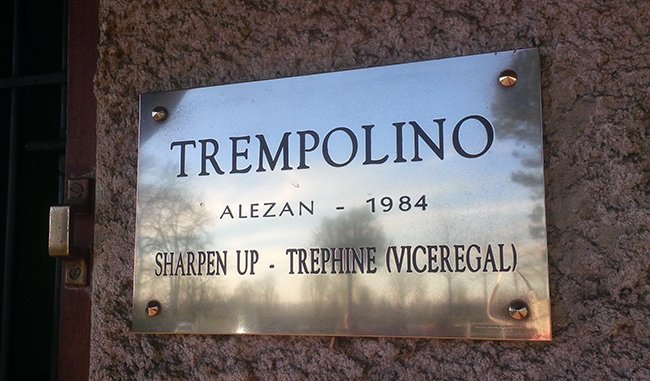 TREMPOLINO
ALEZAN - 1984
SHARPEN UP - TREPHINE (VICEREGAL)